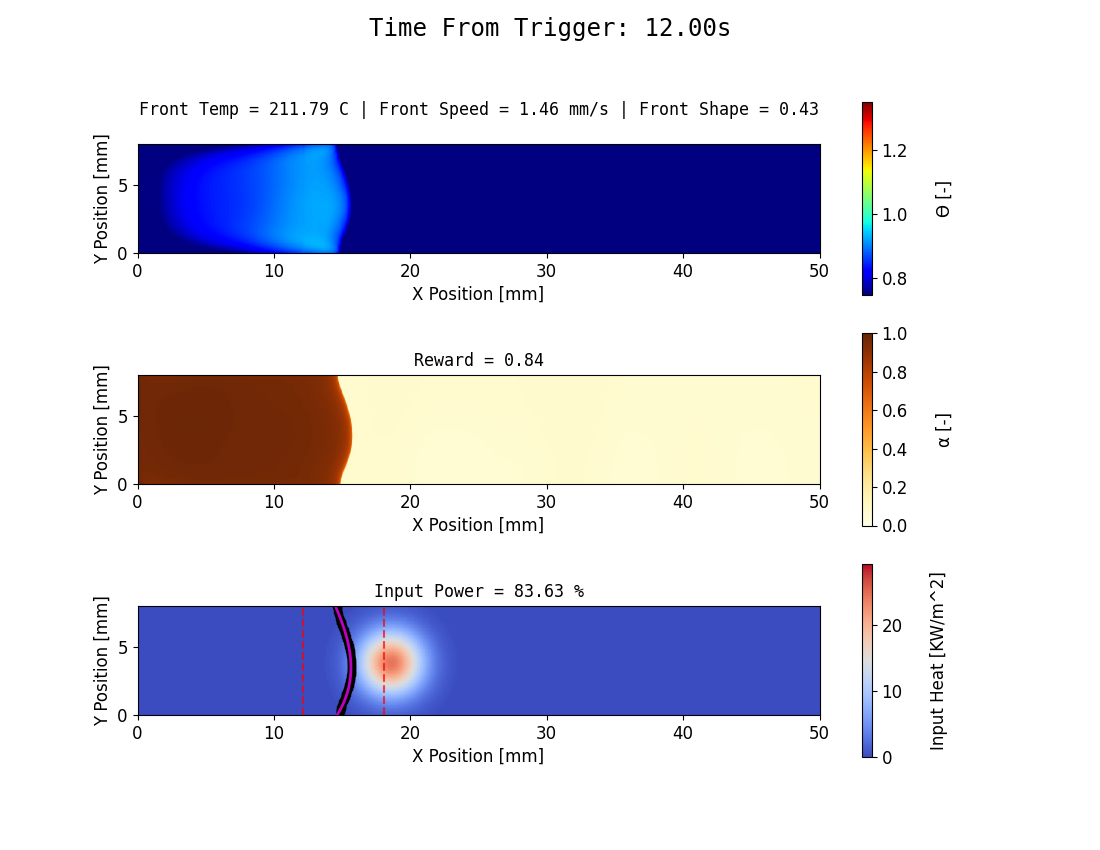 Time From Trigger: 12.00s
Front Temp = 211.79 C | Front Speed = 1.46 mm/s | Front Shape = 0.43
Y Position [mm]
5
0
0 10 20 30 40 50
X Position [mm]
1.2
1.0
0.8
Θ [-]
Reward = 0.84
Y Position [mm]
5
0
0 10 20 30 40 50
X Position [mm]
1.0
0.8
0.6
0.4
0.2
0.0
α [-]
Input Power = 83.63 %
Y Position [mm]
5
0
0 10 20 30 40 50
X Position [mm]
20
10
0
Input Heat [KW/m^2]